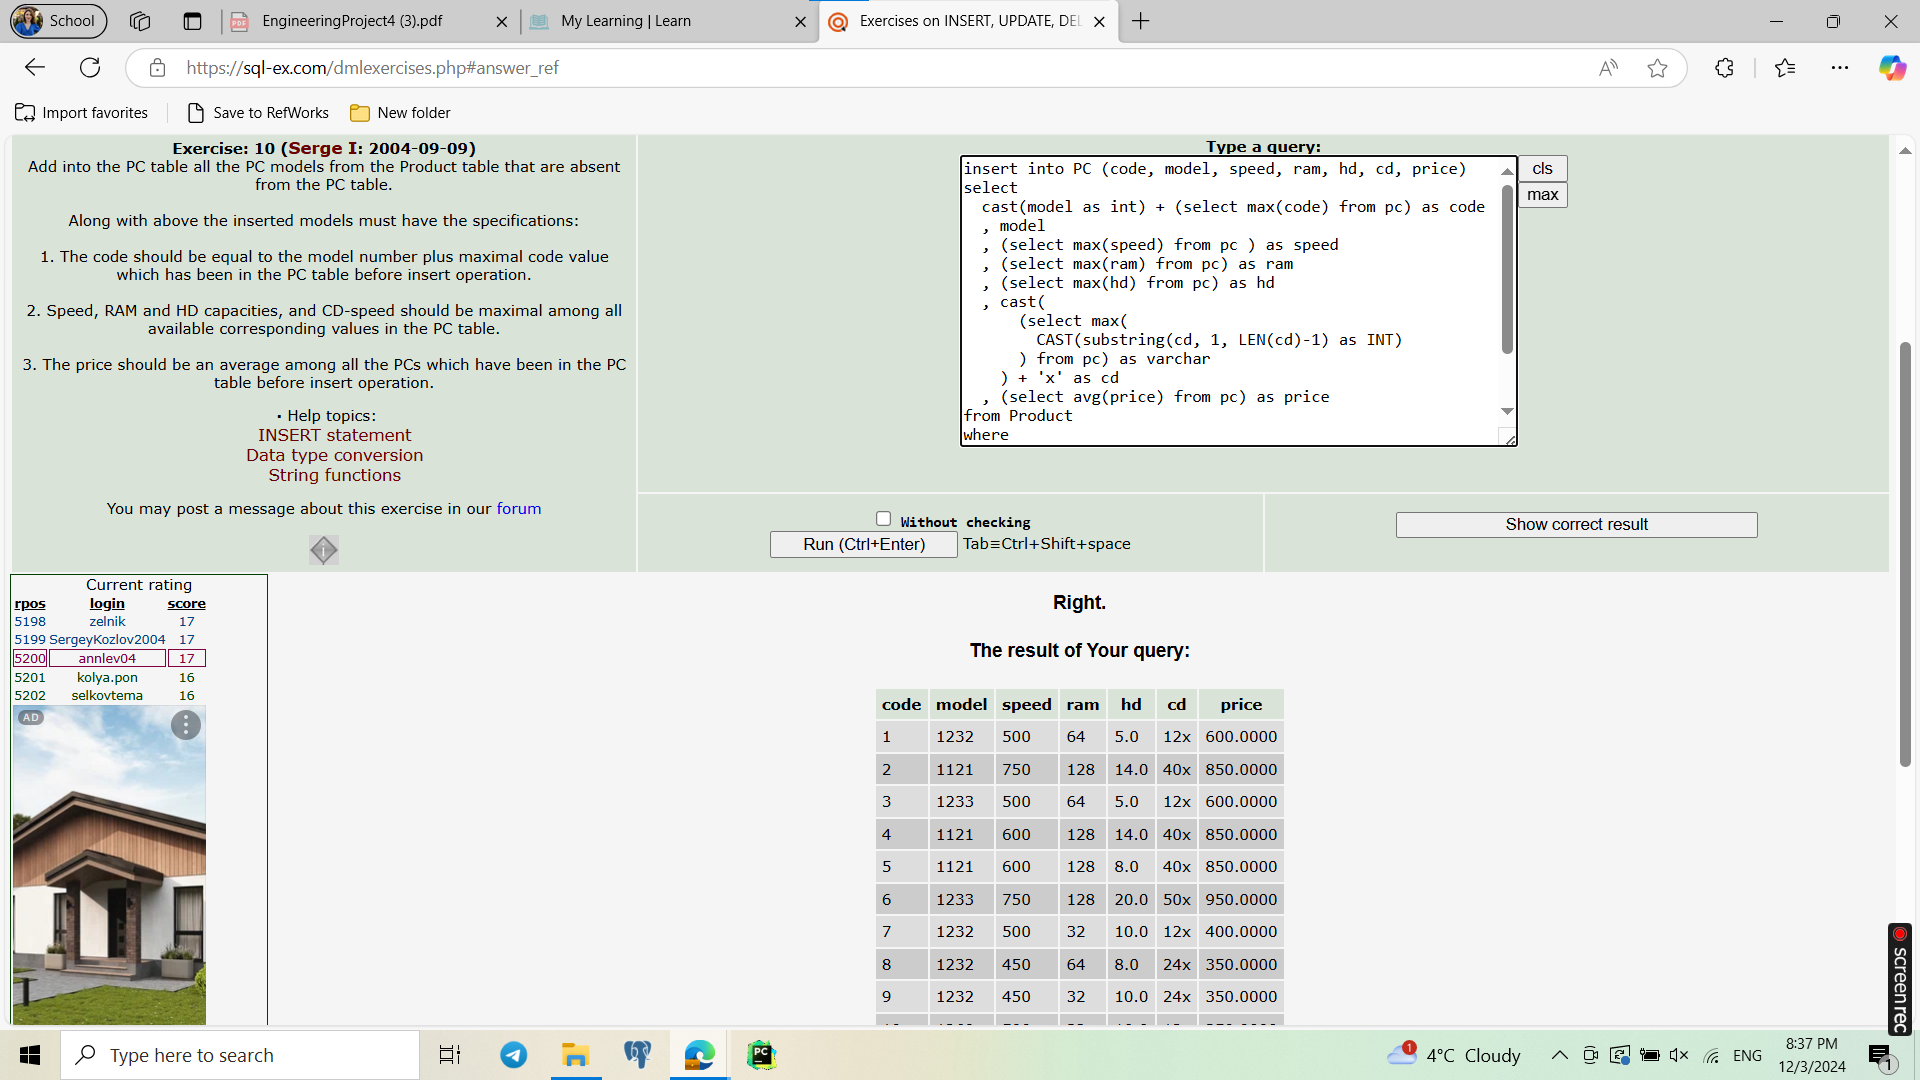 School
EngineeringProject4 (3).pdf
My Learning | Learn
Exercises on INSERT, UPDATE, DEL
https://sql-ex.com/dmlexercises.php#answer_ref
Import favorites
Save to RefWorks
New folder
Exercise: 10 (Serge I: 2004-09-09)
Add into the PC table all the PC models from the Product table that are absent
from the PC table.
Along with above the inserted models must have the specifications:
1. The code should be equal to the model number plus maximal code value
which has been in the PC table before insert operation.
2. Speed, RAM and HD capacities, and CD-speed should be maximal among all
available corresponding values in the PC table.
3. The price should be an average among all the PCs which have been in the PC
table before insert operation.
• Help topics:
INSERT statement
Data type conversion
String functions
You may post a message about this exercise in our forum
Type a query:
insert into PC (code, model, speed, ram, hd, cd, price)
select
cast(model as int) + (select max(code) from pc) as code
, model
, (select max(speed) from pc ) as speed
, (select max(ram) from pc) as ram
, (select max(hd) from pc) as hd
, cast(
(select max(
CAST(substring(cd, 1, LEN(cd)-1) as INT)
) from pc) as varchar
) + 'x' as cd
, (select avg(price) from pc) as price
from Product
where
cls
max
Without checking
Run (Ctrl+Enter) Tab≡Ctrl+Shift+space
Show correct result
Current rating
rpos login score
5198 zelnik 17
5199 SergeyKozlov2004 17
5200 annlev04 17
5201 kolya.pon 16
5202 selkovtema 16
AD
Right.
The result of Your query:
code model speed ram hd cd price
1 1232 500 64 5.0 12x 600.0000
2 1121 750 128 14.0 40x 850.0000
3 1233 500 64 5.0 12x 600.0000
4 1121 600 128 14.0 40x 850.0000
5 1121 600 128 8.0 40x 850.0000
6 1233 750 128 20.0 50x 950.0000
7 1232 500 32 10.0 12x 400.0000
8 1232 450 64 8.0 24x 350.0000
9 1232 450 32 10.0 24x 350.0000
screenrec
Type here to search
PC
1
4°C Cloudy
ENG
8:37 PM
12/3/2024
1